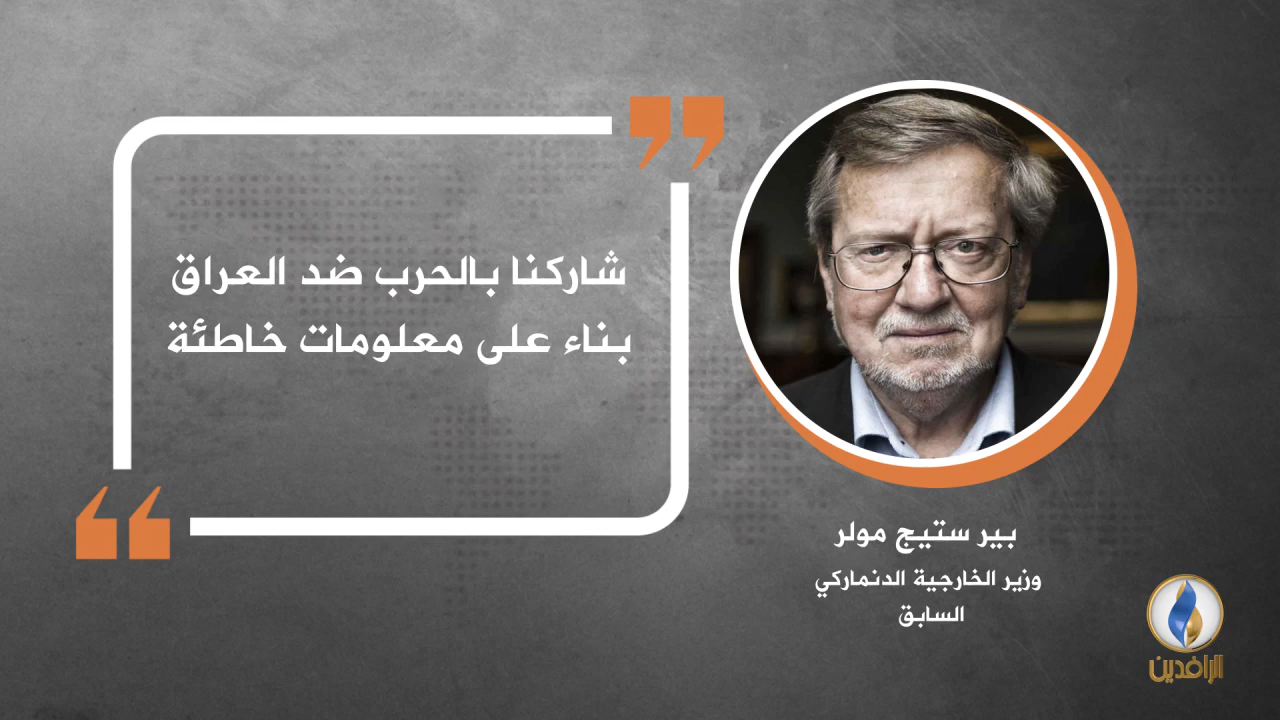 شاركنا بالحرب ضد العراق
بناء على معلومات خاطئة
بير ستيج مولر
وزير الخارجية الدنماركي
السابق
الرافدين